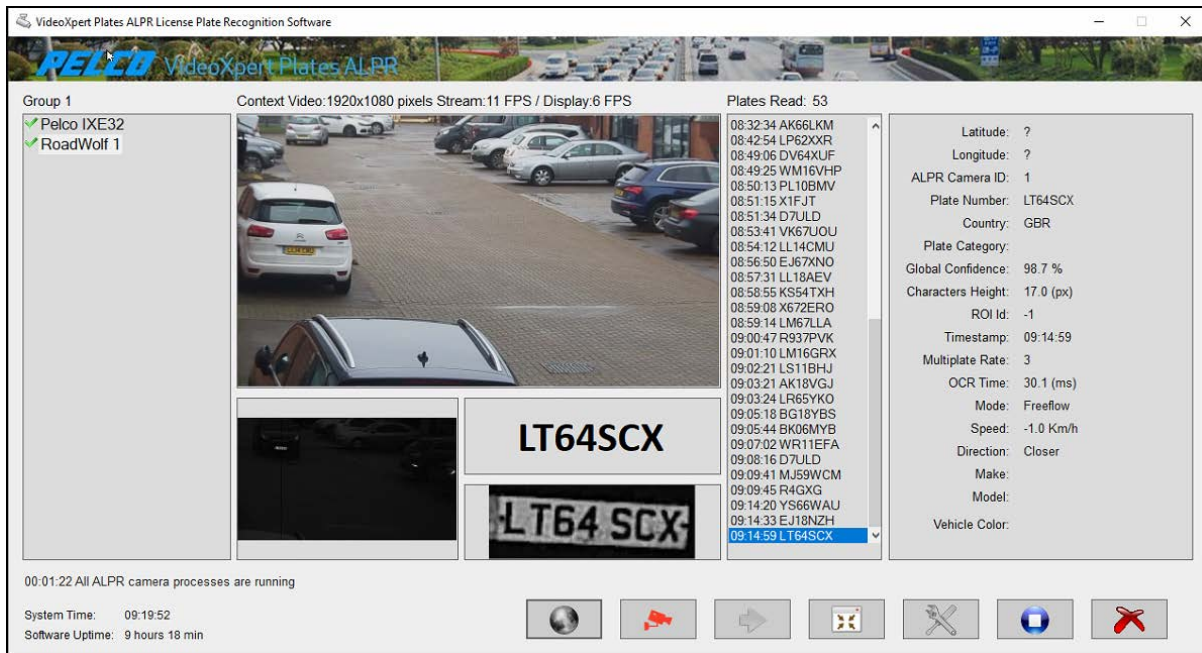 VideoXpert Plates ALPR License Plate Recognition Software
PELCO VideoXpert Plates ALPR
Group 1
Pelco IXE32
RoadWolf 1
Context Video:1920x1080 pixels Stream:11 FPS / Display:6 FPS
LT64SCX
LT64 SCX
Plates Read: 53
08:32:34 AK66LKM
08:42:54 LP62XXR
08:49:06 DV64XUF
08:49:25 WM16VHP
08:50:13 PL10BMV
08:51:15 X1FJT
08:51:34 D7ULD
08:53:41 VK67UOU
08:54:12 LL14CMU
08:56:50 EJ67XNO
08:57:31 LL18AEV
08:58:55 KS54TXH
08:59:08 X672ERO
08:59:14 LM67LLA
09:00:47 R937PVK
09:01:10 LM16GRX
09:02:21 LS11BHJ
09:03:21 AK18VGJ
09:03:24 LR65YKO
09:05:18 BG18YBS
09:05:44 BK06MYB
09:07:02 WR11EFA
09:08:16 D7ULD
09:09:41 MJ59WCM
09:09:45 R4GXG
09:14:20 YS66WAU
09:14:33 EJ18NZH
09:14:59 LT64SCX
Latitude: ?
Longitude: ?
ALPR Camera ID: 1
Plate Number: LT64SCX
Country: GBR
Plate Category:
Global Confidence: 98.7 %
Characters Height: 17.0 (px)
ROI Id: -1
Timestamp: 09:14:59
Multiplate Rate: 3
OCR Time: 30.1 (ms)
Mode: Freeflow
Speed: -1.0 Km/h
Direction: Closer
Make:
Model:
Vehicle Color:
00:01:22 All ALPR camera processes are running
System Time: 09:19:52
Software Uptime: 9 hours 18 min